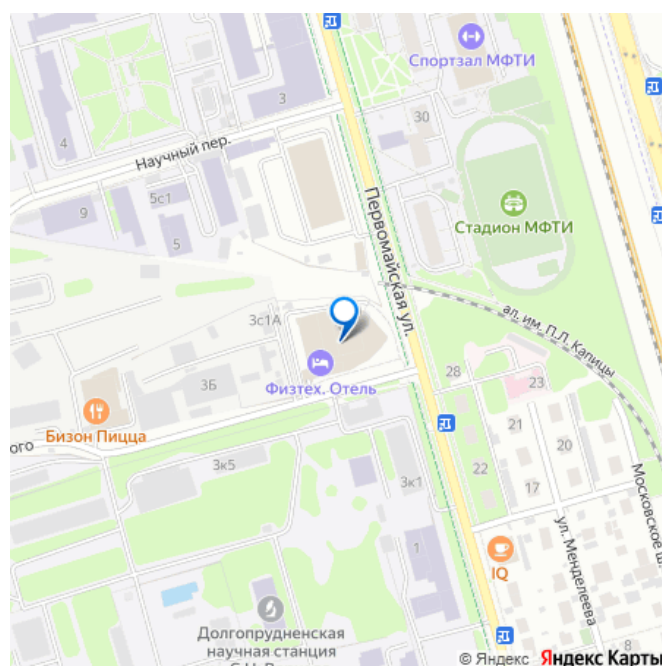 Спортзал МФТИ
3
30
4
Научный пер.
5с1
9
5
Первомайская ул.
Стадион МФТИ
ал. им. П.Л. Капицы
3с1А
3Б
Физтех. Отель
28
23
Бизон Пицца
ого
21
20
3к5
3к1
22
17
Московское ш.
ул. Менделеева
1
IQ
8
Долгопрудненская
научная станция
© Яндекс Яндекс Карты